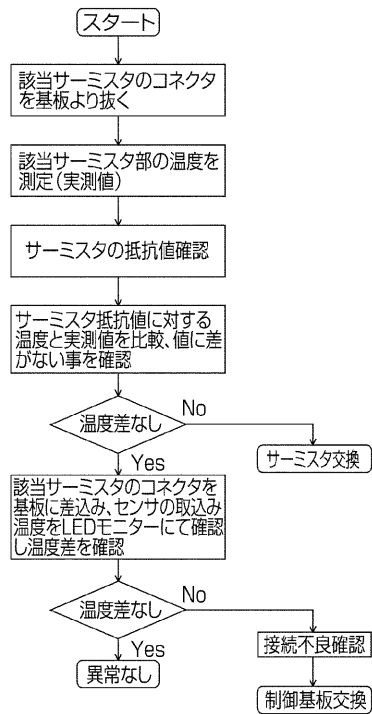 スタート
該当サーミスタのコネクタ
を基板より抜く
該当サーミスタ部の温度を
測定(実測値)
サーミスタの抵抗値確認
サーミスタ抵抗値に対する
温度と実測値を比較、値に差
がない事を確認
温度差なし
No
サーミスタ交換
Yes
該当サーミスタのコネクタを
基板に差込み、センサの取込み
温度をLEDモニターにて確認
し温度差を確認
温度差なし
No
接続不良確認
制御基板交換
Yes
異常なし